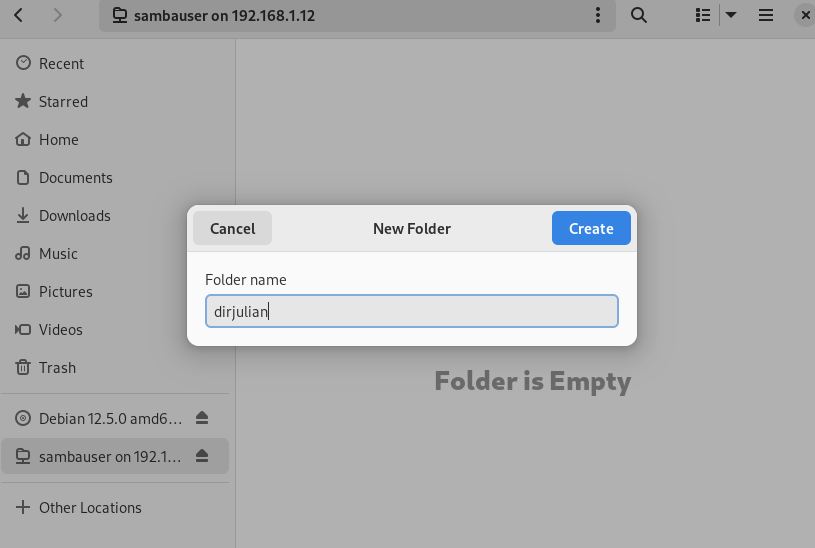 sambauser on 192.168.1.12
Recent
Starred
Home
Documents
Downloads
Music
Pictures
Videos
Trash
Debian 12.5.0 amd6…
sambauser on 192.1…
Other Locations
Cancel New Folder Create
Folder name
dirjulian
Folder is Empty